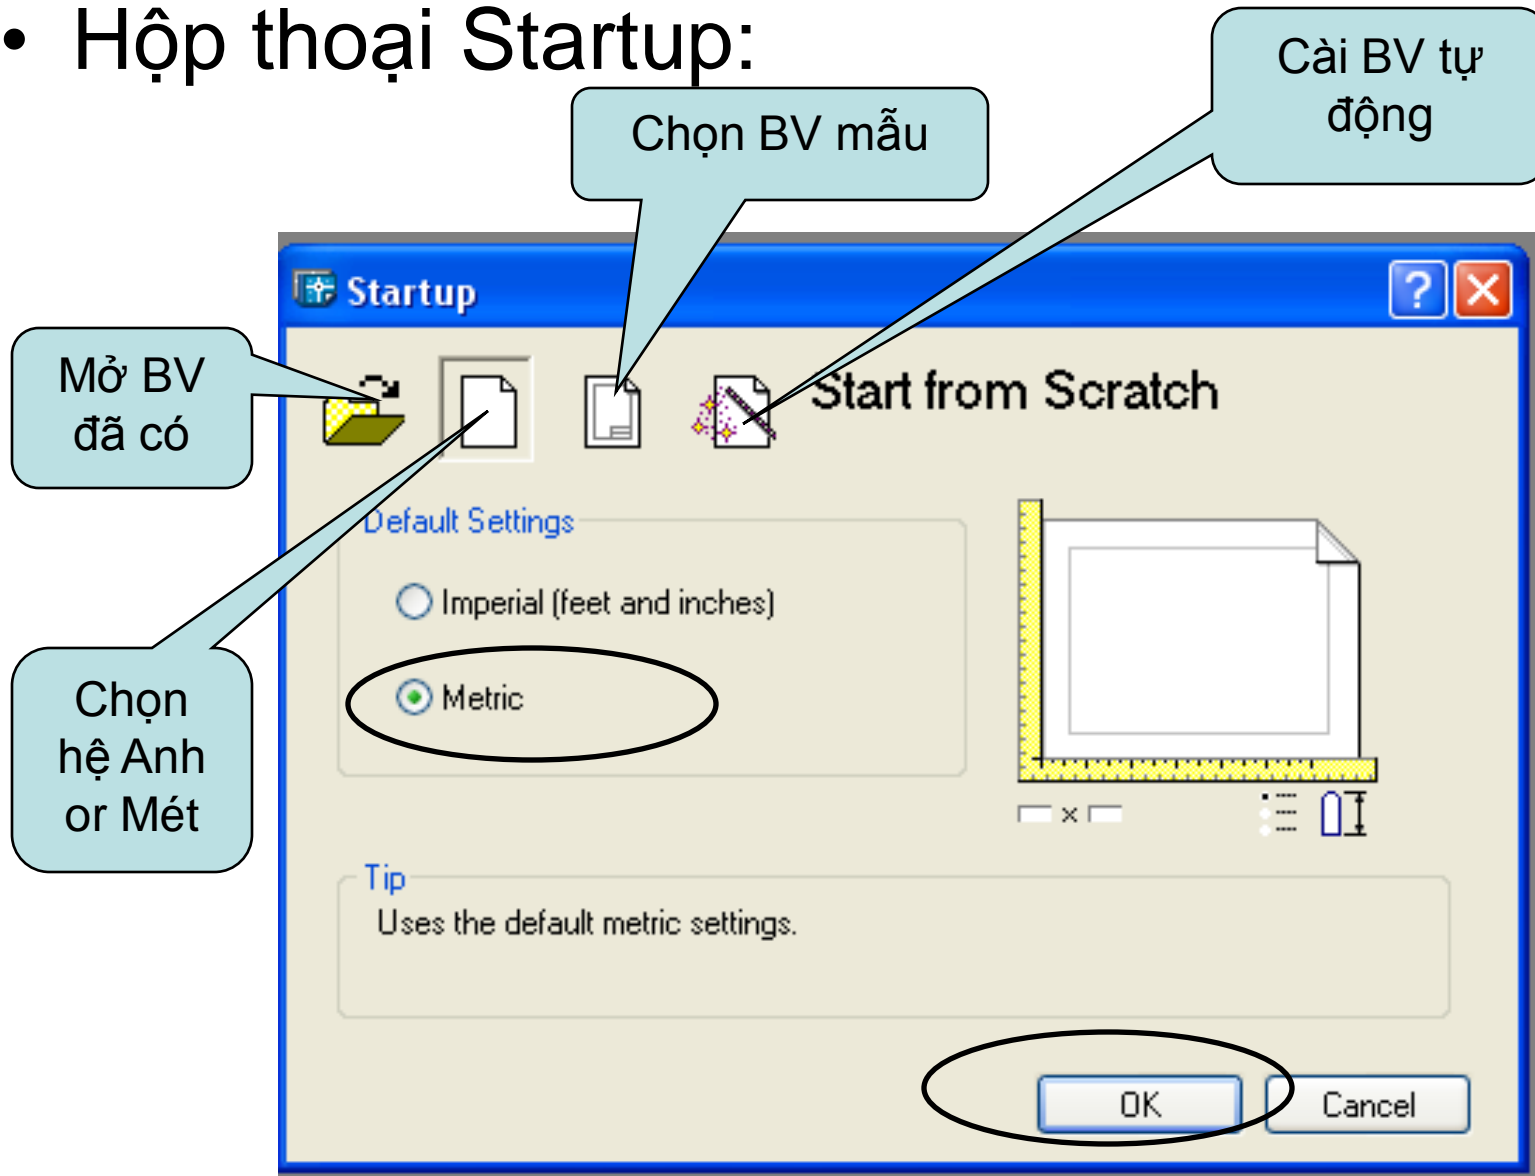 • Hộp thoại Startup:
Cài BV tự
động
Chọn BV mẫu
Startup
Mở BV
đã có
Start from Scratch
Default Settings
Imperial (feet and inches)
Metric
Chọn
hệ Anh
or Mét
Tip
Uses the default metric settings.
OK
Cancel